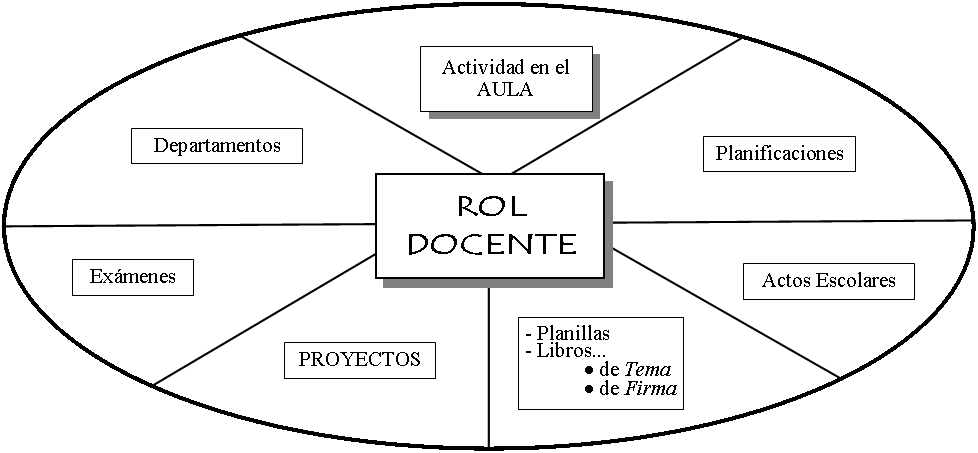 Actividad en el
AULA
Departamentos
Planificaciones
ROL
DOCENTE
Exámenes
Actos Escolares
PROYECTOS
- Planillas
- Libros...
● de Tema
● de Firma